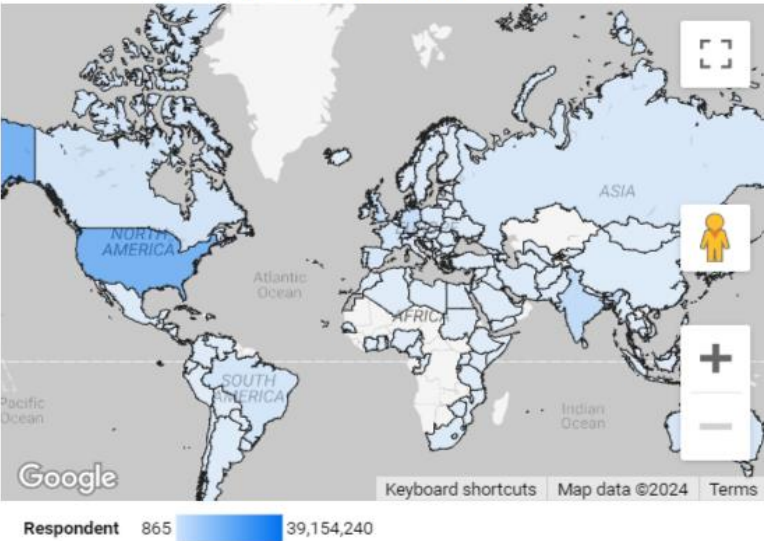 ASIA
NORTH
AMERICA
Atlantic
Ocean
AFRICA
SOUTH
AMERICA
Pacific
Ocean
Indian
Ocean
Google
Keyboard shortcuts
Map data ©2024
Terms
Respondent 865 39,154,240